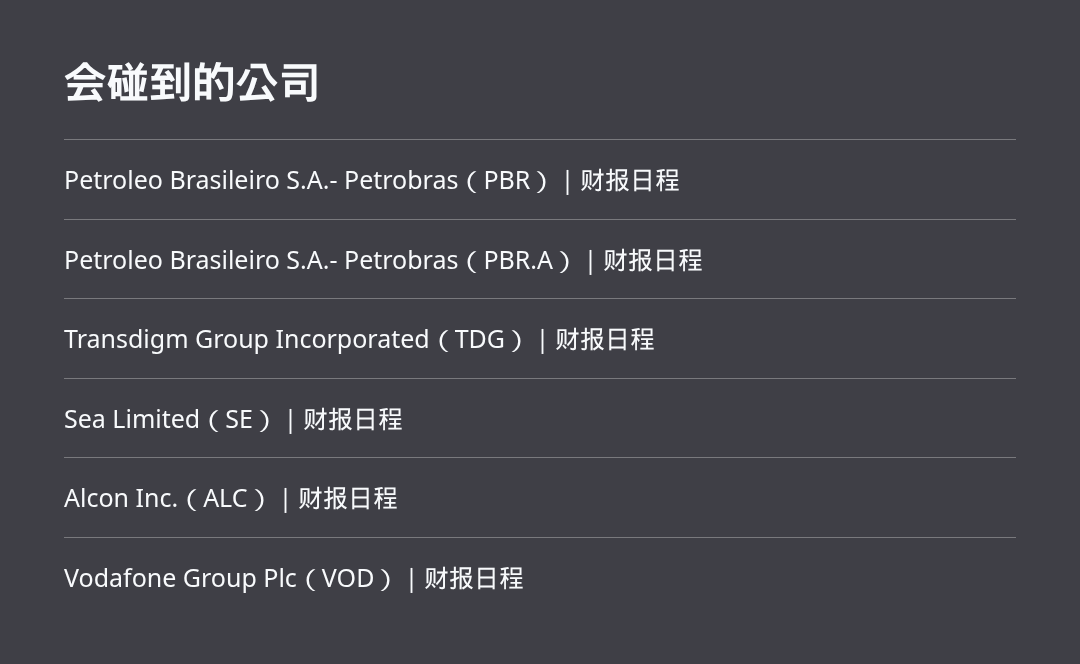 会碰到的公司
Petroleo Brasileiro S.A.- Petrobras（PBR）｜财报日程
Petroleo Brasileiro S.A.- Petrobras（PBR.A）｜财报日程
Transdigm Group Incorporated（TDG）｜财报日程
Sea Limited（SE）｜财报日程
Alcon Inc.（ALC）｜财报日程
Vodafone Group Plc（VOD）｜财报日程